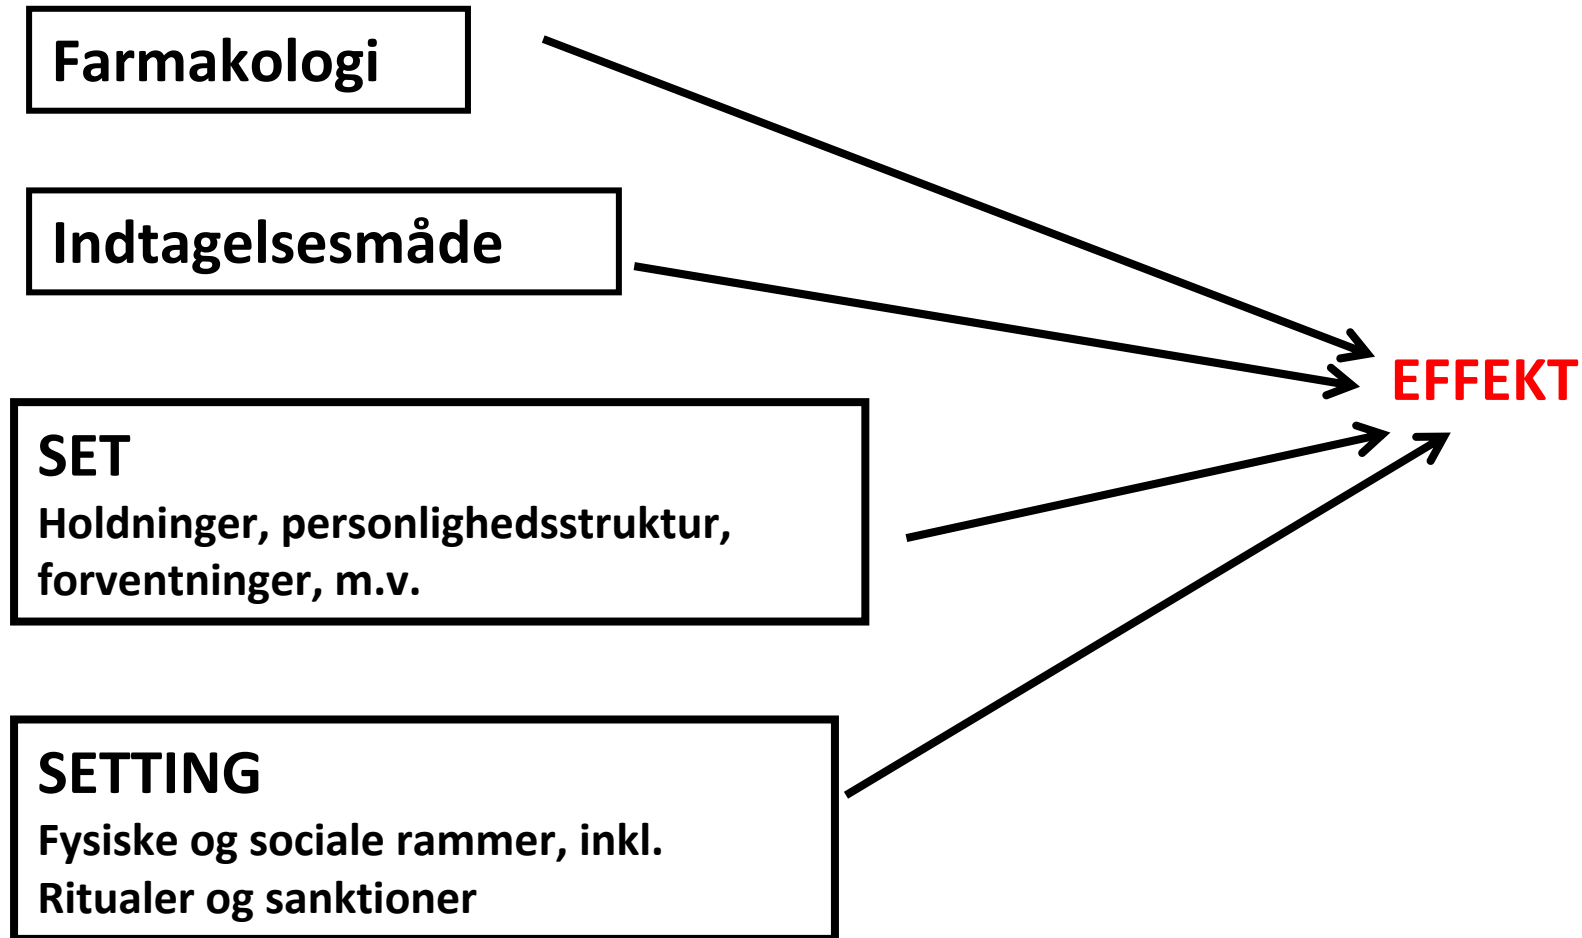 Farmakologi
Indtagelsesmåde
EFFEKT
SET
Holdninger, personlighedsstruktur,
forventninger, m.v.
SETTING
Fysiske og sociale rammer, inkl.
Ritualer og sanktioner